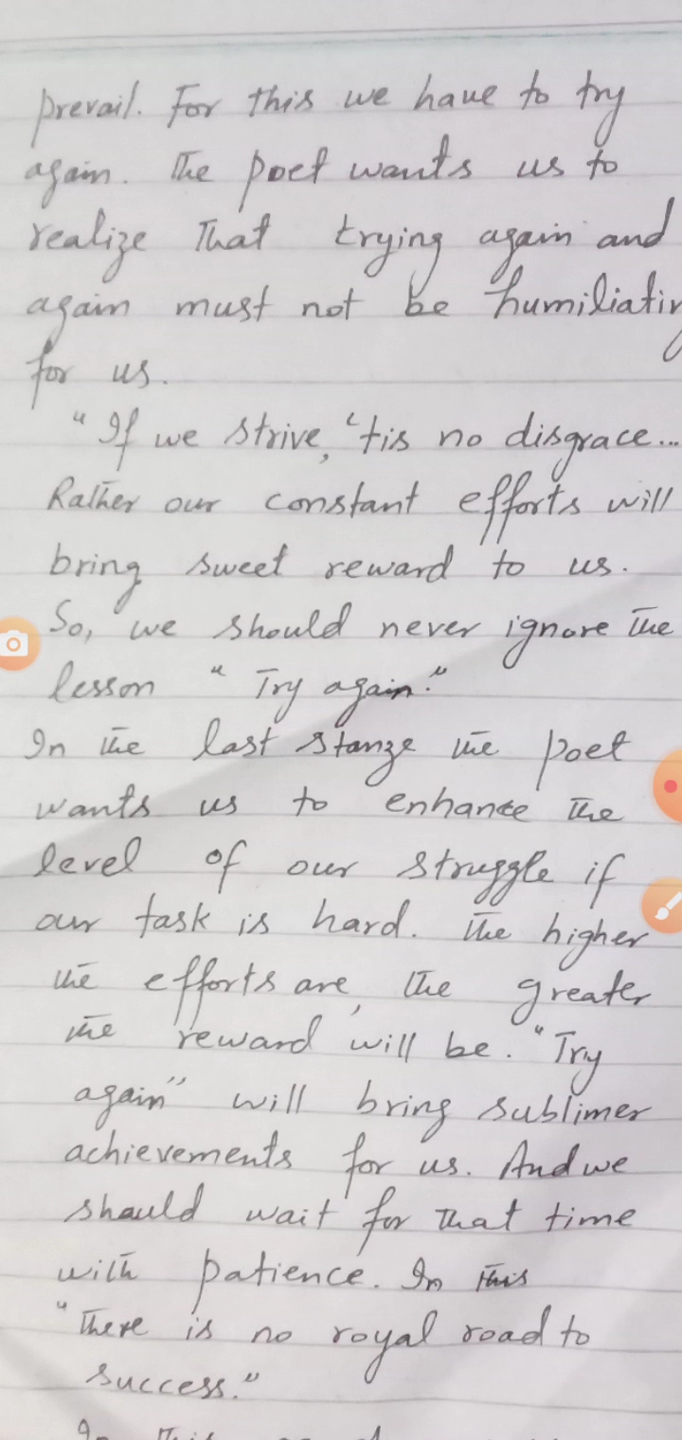 prevail. For this we have to try
again. The poet wants us to
realize That trying again and
again must not be humiliating
for us.
"If we strive, 'tis no disgrace...
Rather our constant efforts will
bring sweet reward to us.
So, we should never ignore The
lesson "Try again."
In the last stanze the poet
wants us to enhance The
level of our struggle if
our task is hard. The higher
the efforts are, the greater
the reward will be. "Try
again" will bring sublimer
achievements for us. And we
should wait for That time
with patience. In this
"There is no royal road to
success."
In This